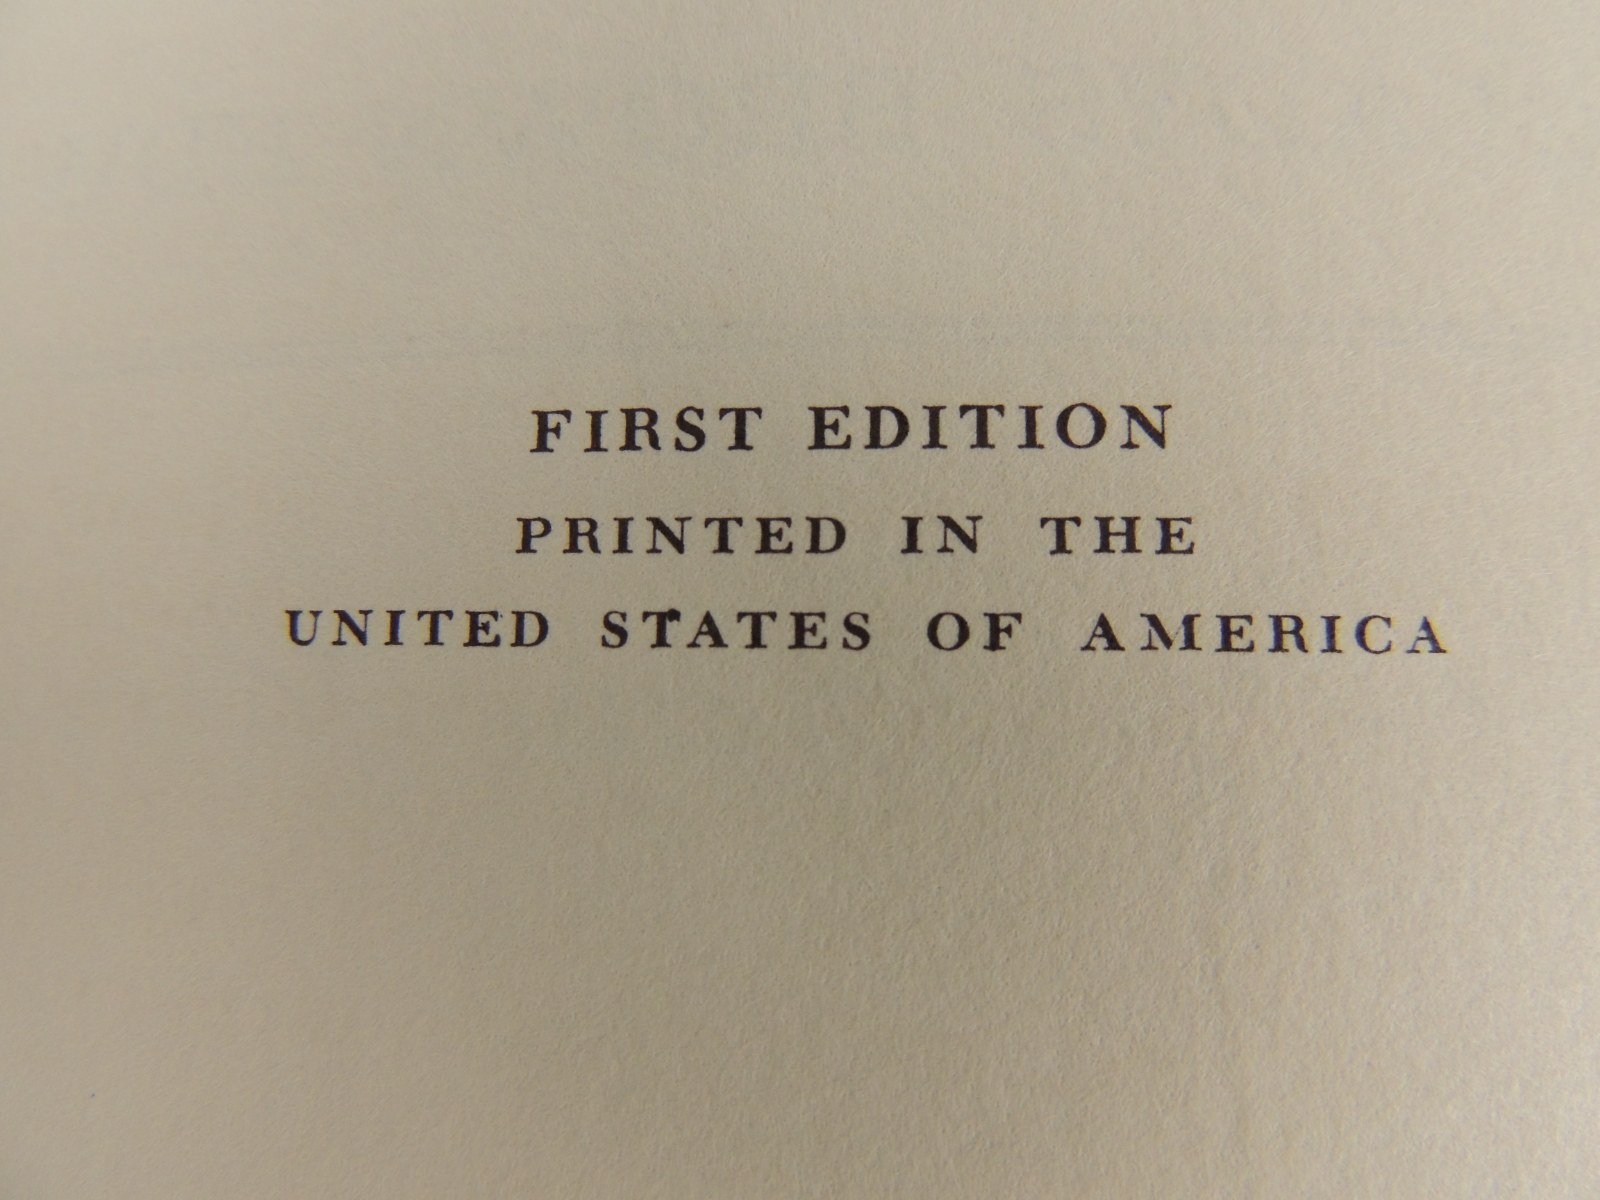 FIRST EDITION
PRINTED IN THE
UNITED STATES OF AMERICA